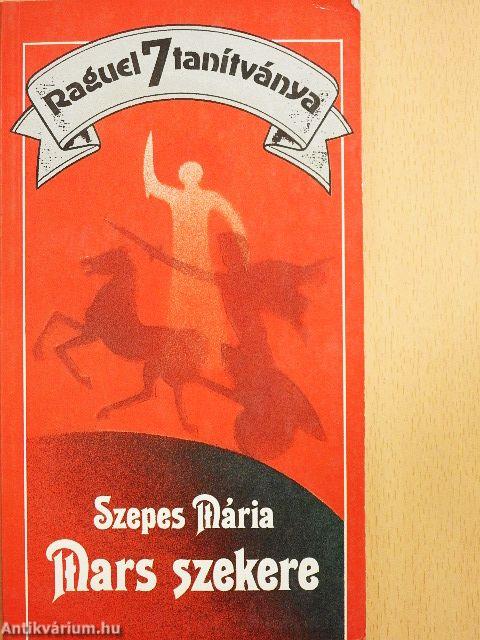 Raguel 7 tanítványa
Szepes Mária
Mars szekere
Antikvárium.hu